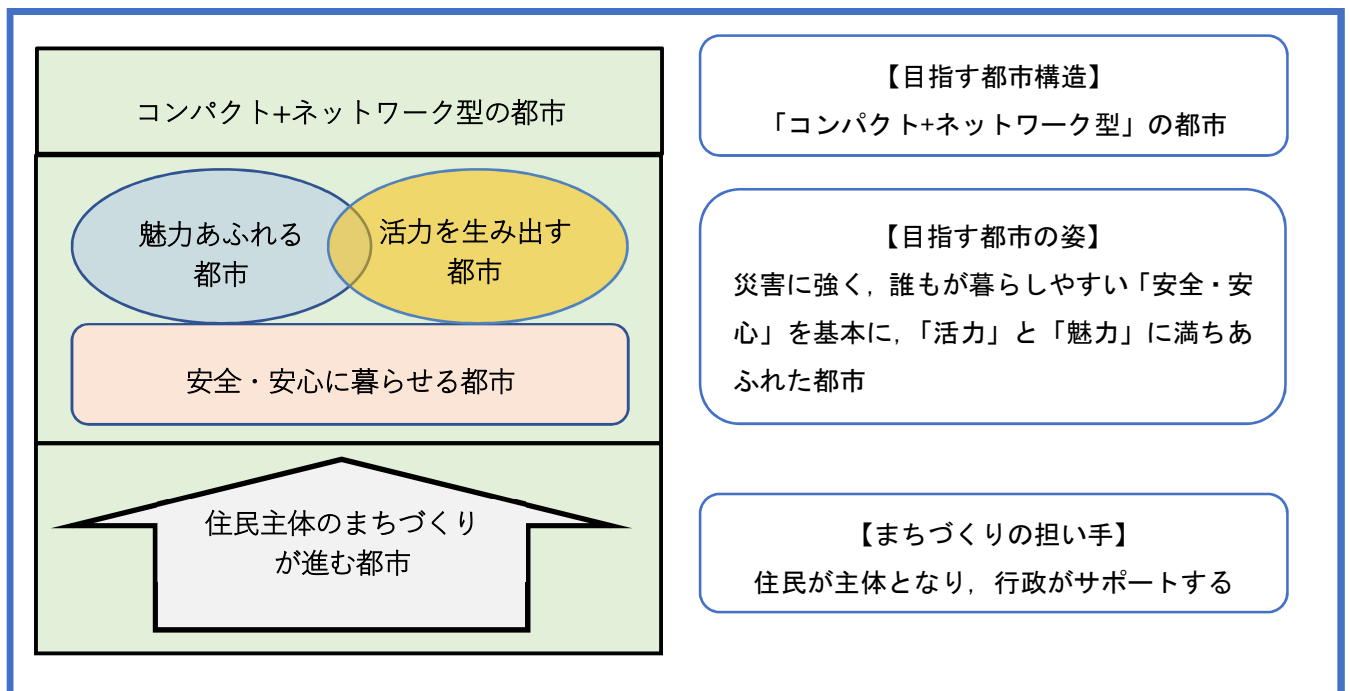 コンパクト+ネットワーク型の都市
魅力あふれる
都市
活力を生み出す
都市
安全・安心に暮らせる都市
住民主体のまちづくり
が進む都市
【目指す都市構造】
「コンパクト+ネットワーク型」の都市
【目指す都市の姿】
災害に強く，誰もが暮らしやすい「安全・安
心」を基本に，「活力」と「魅力」に満ちあ
ふれた都市
【まちづくりの担い手】
住民が主体となり，行政がサポートする